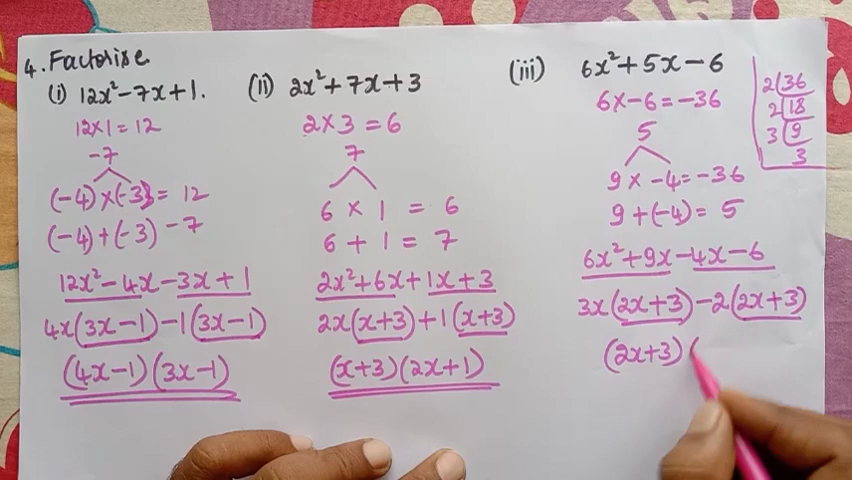 4. Factorise
(i) 12x²-7x+1.
12×1=12
-7
(-4)×(-3)= 12
(-4)+(-3) -7
12x²-4x-3x+1
4x(3x-1)-1(3x-1)
(4x-1)(3x-1)
(ii) 2x²+7x+3
2×3=6
7
6 × 1 = 6
6 + 1 = 7
2x²+6x+1x+3
2x(x+3)+1(x+3)
(x+3)(2x+1)
(iii) 6x²+5x-6
6×-6=-36
5
9 × -4=-36
9+(-4)= 5
6x²+9x-4x-6
3x(2x+3)-2(2x+3)
(2x+3)(
2 36
2 18
3 9
3